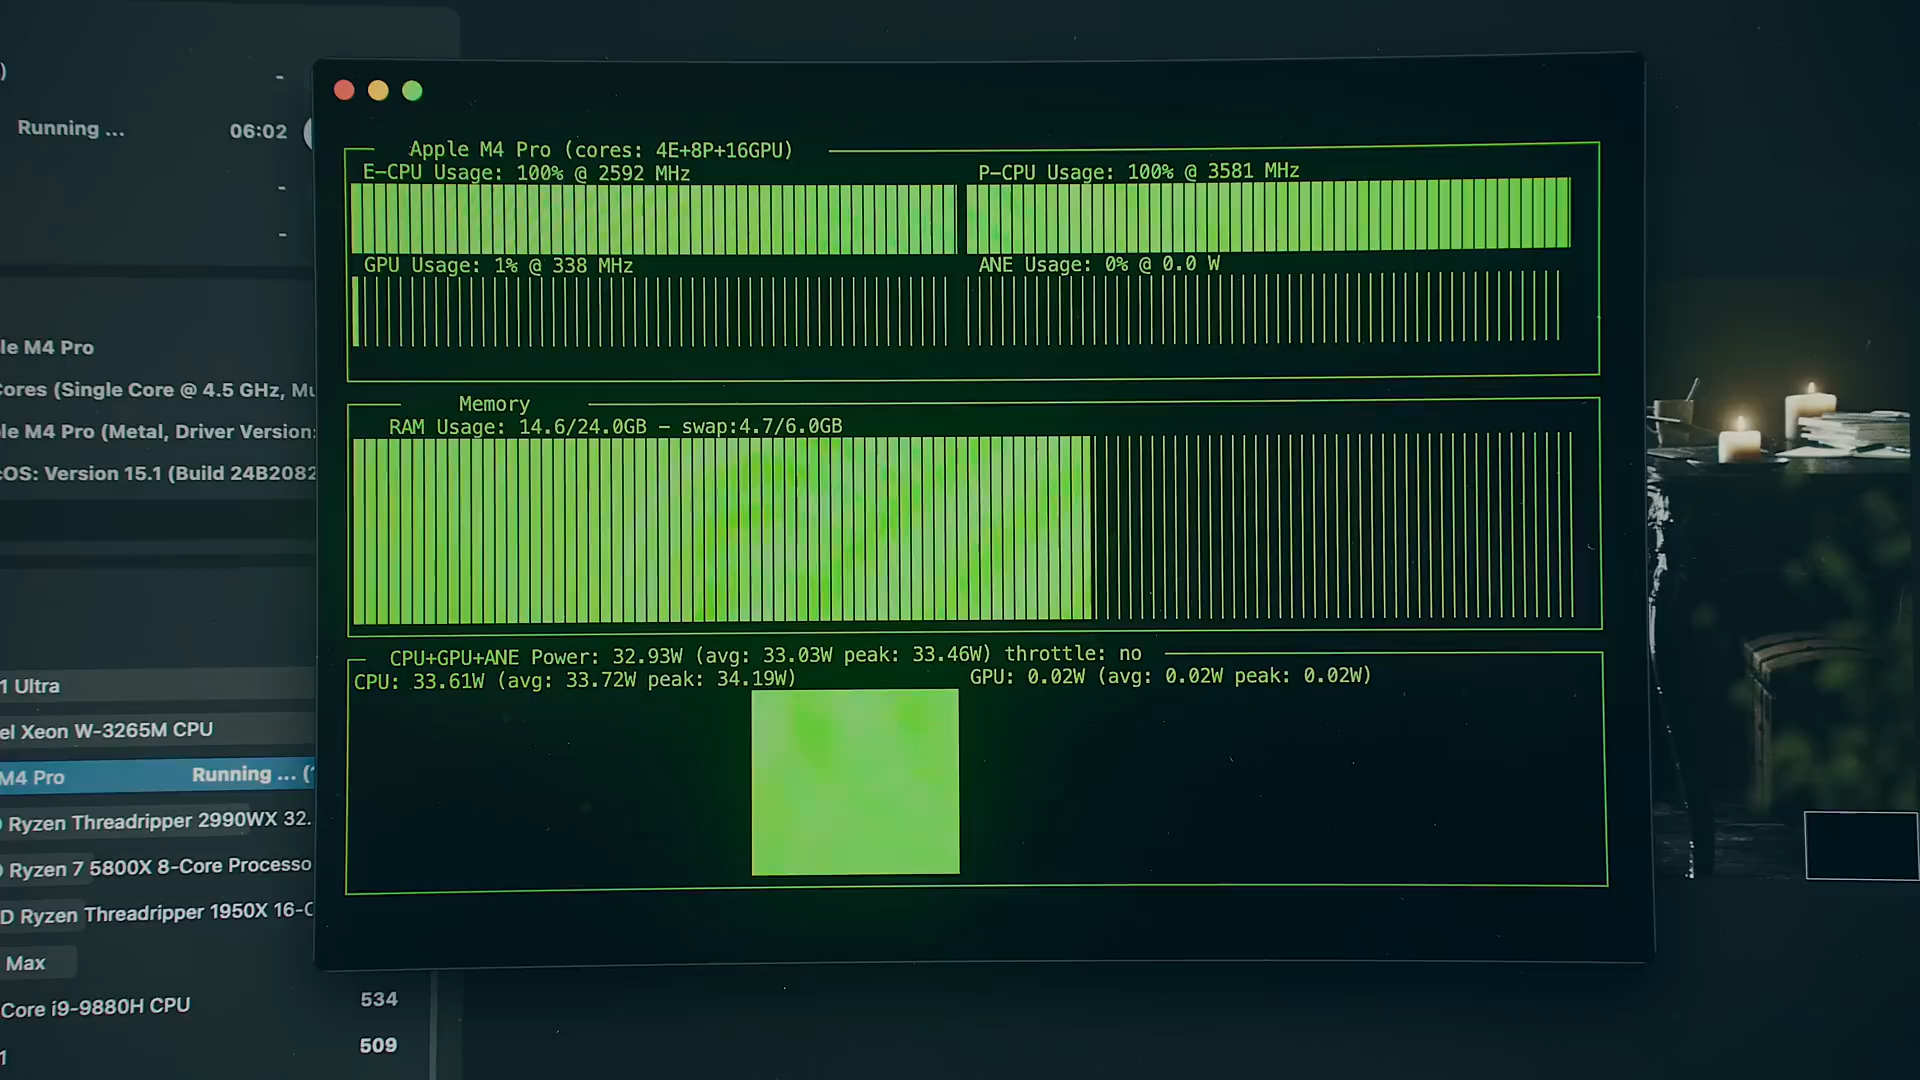 )
-
Running ...
06:02
-
-
le M4 Pro
Cores (Single Core @ 4.5 GHz, Mu
le M4 Pro (Metal, Driver Version:
cOS: Version 15.1 (Build 24B2082
1 Ultra
el Xeon W-3265M CPU
M4 Pro Running ... (
Ryzen Threadripper 2990WX 32.
Ryzen 7 5800X 8-Core Processo
D Ryzen Threadripper 1950X 16-C
Max
Core i9-9880H CPU 534
1 509
Apple M4 Pro (cores: 4E+8P+16GPU)
E-CPU Usage: 100% @ 2592 MHz
P-CPU Usage: 100% @ 3581 MHz
GPU Usage: 1% @ 338 MHz
ANE Usage: 0% @ 0.0 W
Memory
RAM Usage: 14.6/24.0GB - swap:4.7/6.0GB
CPU+GPU+ANE Power: 32.93W (avg: 33.03W peak: 33.46W) throttle: no
CPU: 33.61W (avg: 33.72W peak: 34.19W)
GPU: 0.02W (avg: 0.02W peak: 0.02W)